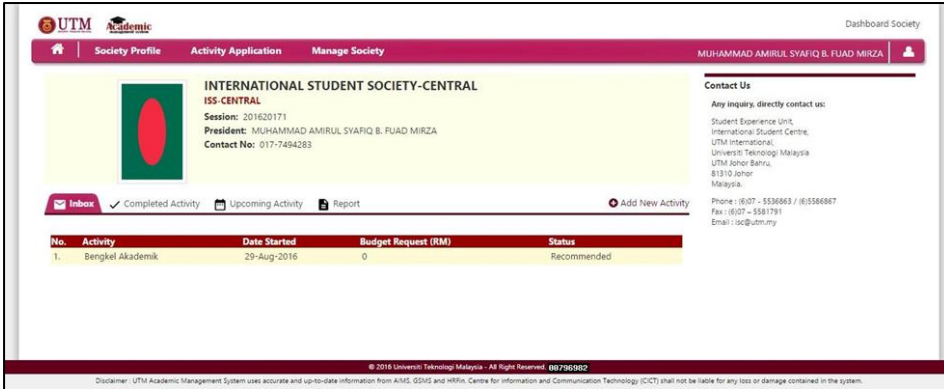 UTM Academic
MANAGEMENT SYSTEM
Dashboard Society
Society Profile Activity Application Manage Society MUHAMMAD AMIRUL SYAFIQ B. FUAD MIRZA
INTERNATIONAL STUDENT SOCIETY-CENTRAL
ISS-CENTRAL
Session: 201620171
President: MUHAMMAD AMIRUL SYAFIQ B. FUAD MIRZA
Contact No: 017-7494283
Contact Us
Any inquiry, directly contact us:
Student Experience Unit,
International Student Centre,
UTM International,
Universiti Teknologi Malaysia
UTM Johor Bahru,
81310 Johor
Malaysia.
Phone : (6)07 - 5536863 / (6)5586867
Fax : (6)07 – 5581791
Email : isc@utm.my
Inbox Completed Activity Upcoming Activity Report Add New Activity
No. Activity Date Started Budget Request (RM) Status
1. Bengkel Akademik 29-Aug-2016 0 Recommended
© 2016 Universiti Teknologi Malaysia - All Right Reserved. 00796982
Disclaimer : UTM Academic Management System uses accurate and up-to-date information from AIMS, GSMS and HRFin. Centre for Information and Communication Technology (CICT) shall not be liable for any loss or damage contained in the system.